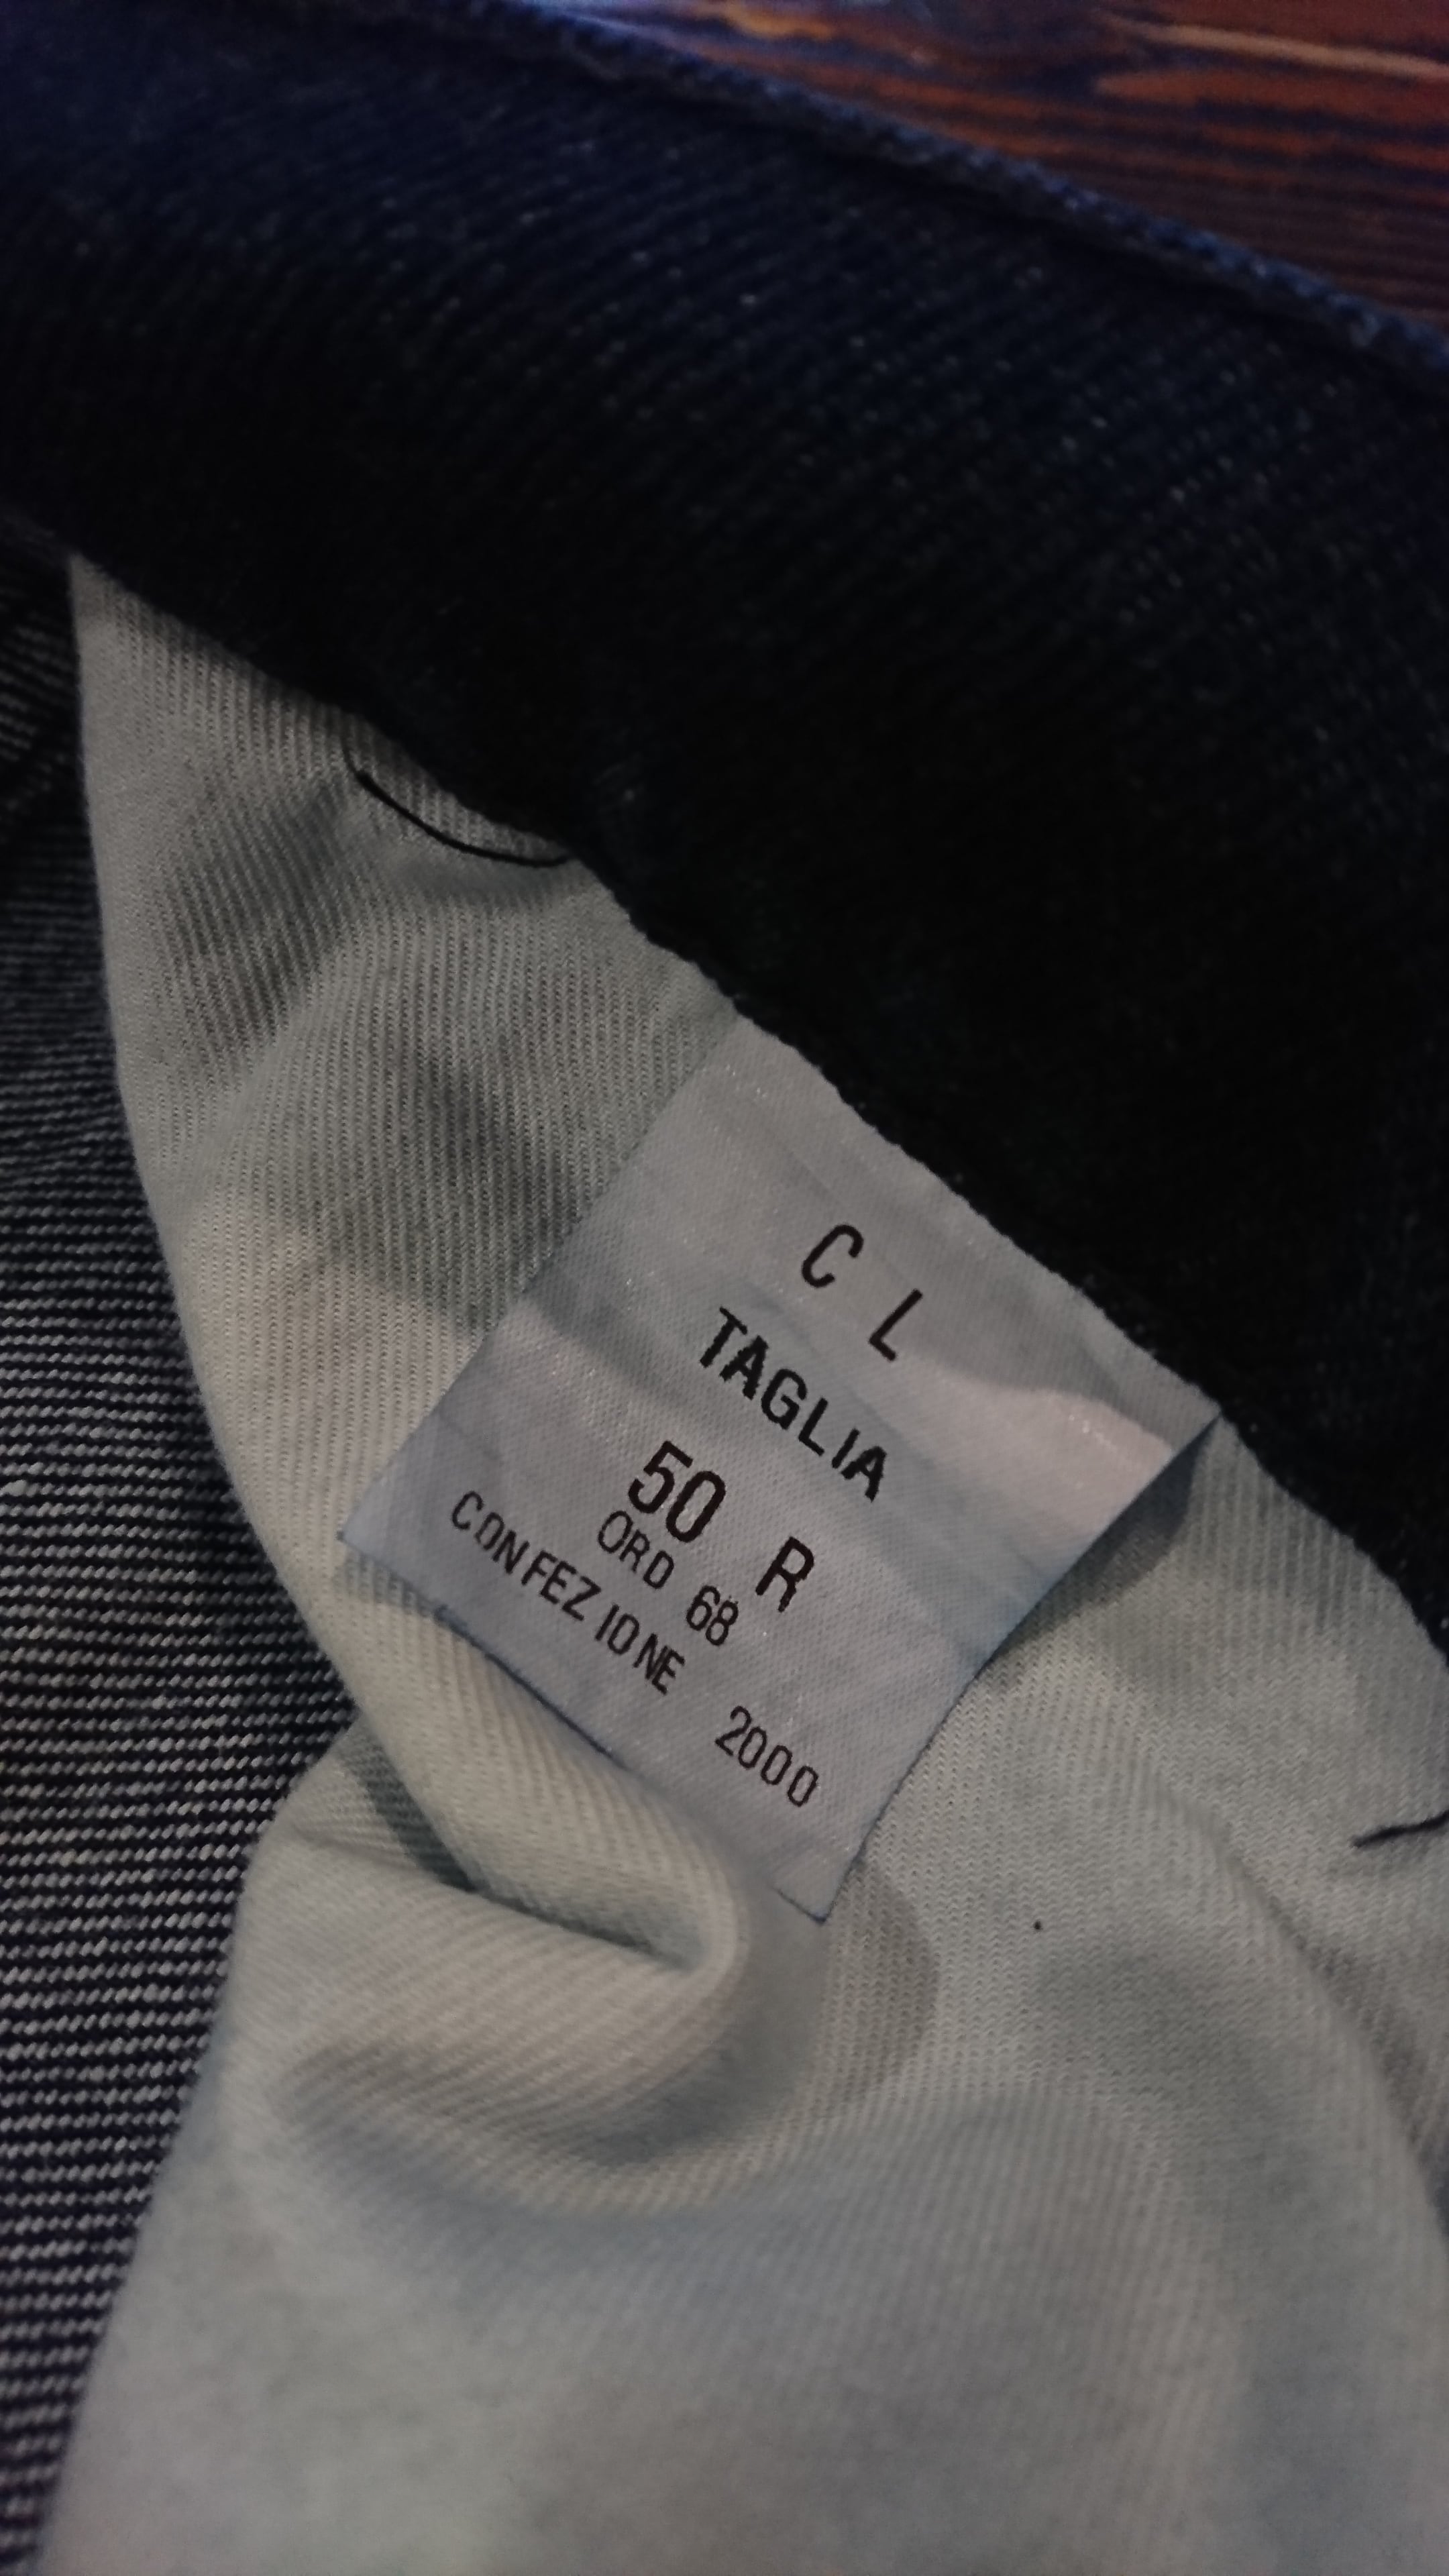 C L
TAGLIA
50 R
ORD 68
CONFEZIONE 2000